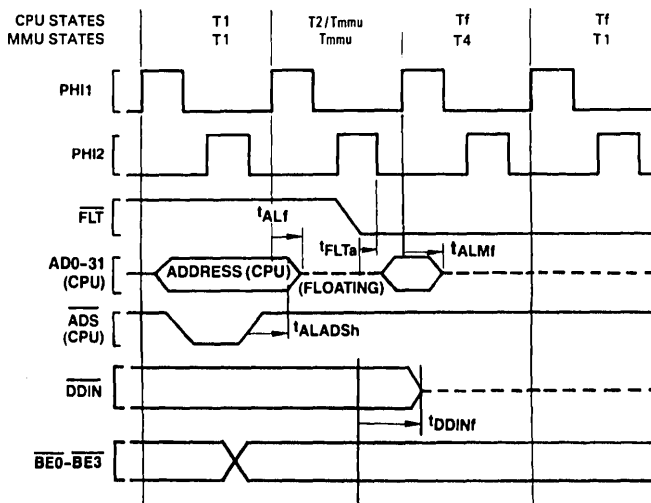 CPU STATES T1 T2/Tmmu Tf Tf
MMU STATES T1 Tmmu T4 T1
PHI1
PHI2
FLT
tALf
tFLTa
tALMf
AD0-31
(CPU)
ADDRESS (CPU)
(FLOATING)
ADS
(CPU)
tALADSh
DDIN
tDDINf
BE0-BE3